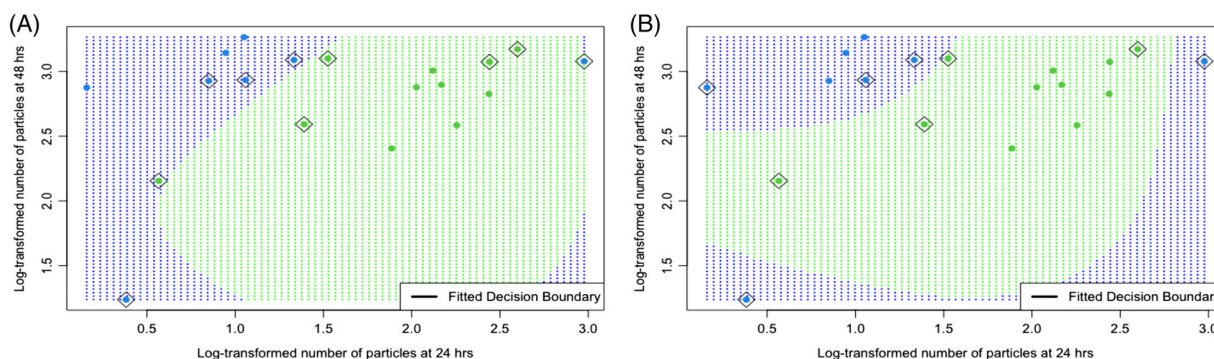 (A)
Log-transformed number of particles at 48 hrs
3.0
2.5
2.0
1.5
0.5 1.0 1.5 2.0 2.5 3.0
Log-transformed number of particles at 24 hrs
Fitted Decision Boundary
(B)
Log-transformed number of particles at 48 hrs
3.0
2.5
2.0
1.5
0.5 1.0 1.5 2.0 2.5 3.0
Log-transformed number of particles at 24 hrs
Fitted Decision Boundar